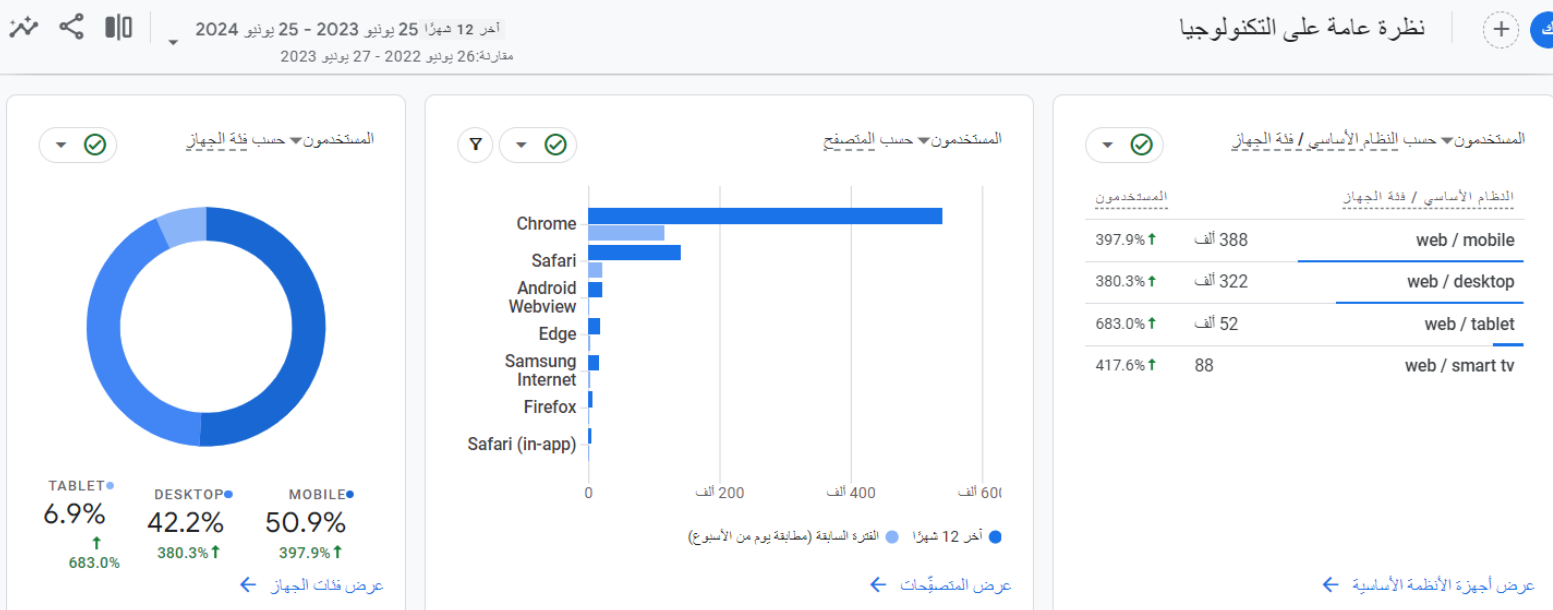 نظرة عامة على التكنولوجيا
آخر 12 شهرًا 25 يونيو 2023 - 25 يونيو 2024
مقارنة:26 يونيو 2022 - 27 يونيو 2023
المستخدمون حسب النظام الأساسي / فئة الجهاز
النظام الأساسي / فئة الجهاز المستخدمون
web / mobile 388 ألف 397.9%↑
web / desktop 322 ألف 380.3%↑
web / tablet 52 ألف 683.0%↑
web / smart tv 88 417.6%↑
عرض أجهزة الأنظمة الأساسية ←
المستخدمون حسب المتصفح
Chrome
Safari
Android
Webview
Edge
Samsung
Internet
Firefox
Safari (in-app)
0 200 ألف 400 ألف 600 ألف
آخر 12 شهرًا الفترة السابقة (مطابقة يوم من الأسبوع)
عرض المتصفِّحات ←
المستخدمون حسب فئة الجهاز
MOBILE
50.9%
397.9%↑
DESKTOP
42.2%
380.3%↑
TABLET
6.9%
↑
683.0%
عرض فئات الجهاز ←